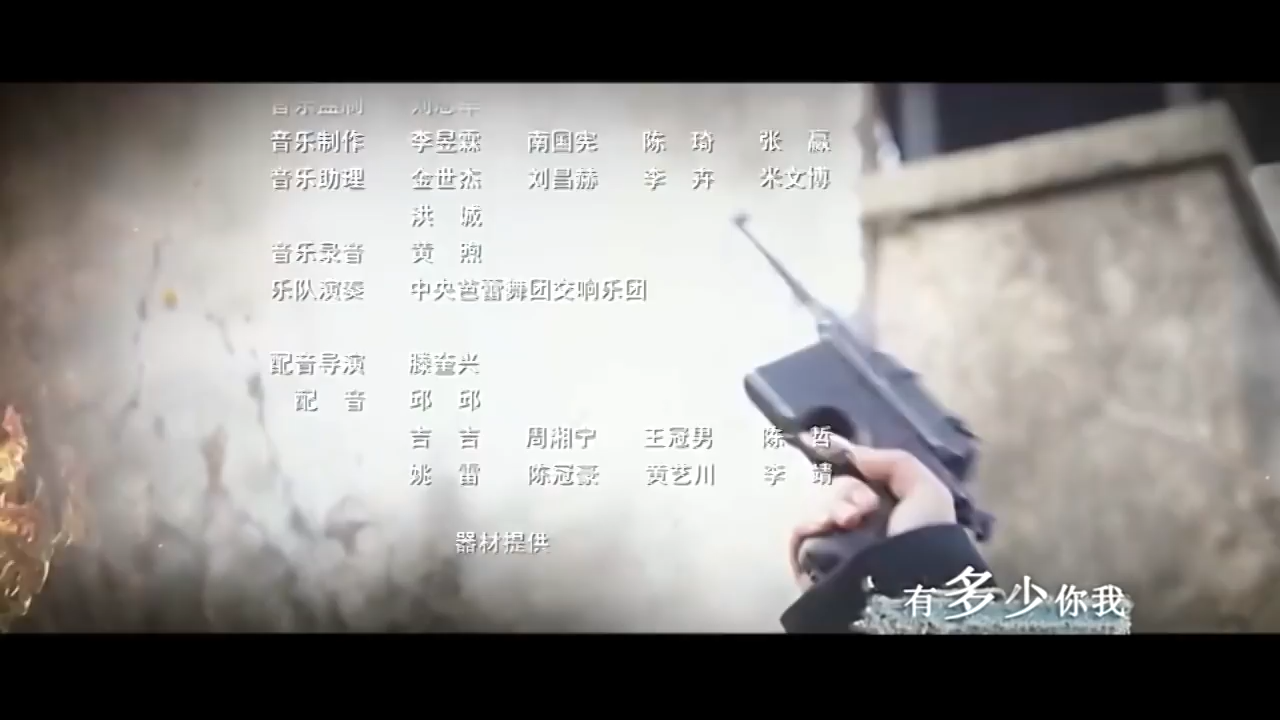 音乐制作 李昱霖 南国宪 陈 琦 张 赢
音乐助理 金世杰 刘昌赫 李 卉 米文博
洪 城
音乐录音 黄 煦
乐队演奏 中央芭蕾舞团交响乐团
配音导演 滕奎兴
配 音 邱 邱
吉 吉 周湘宁 王冠男 陈 哲
姚 雷 陈冠豪 黄艺川 李 靖
器材提供
有多少你我